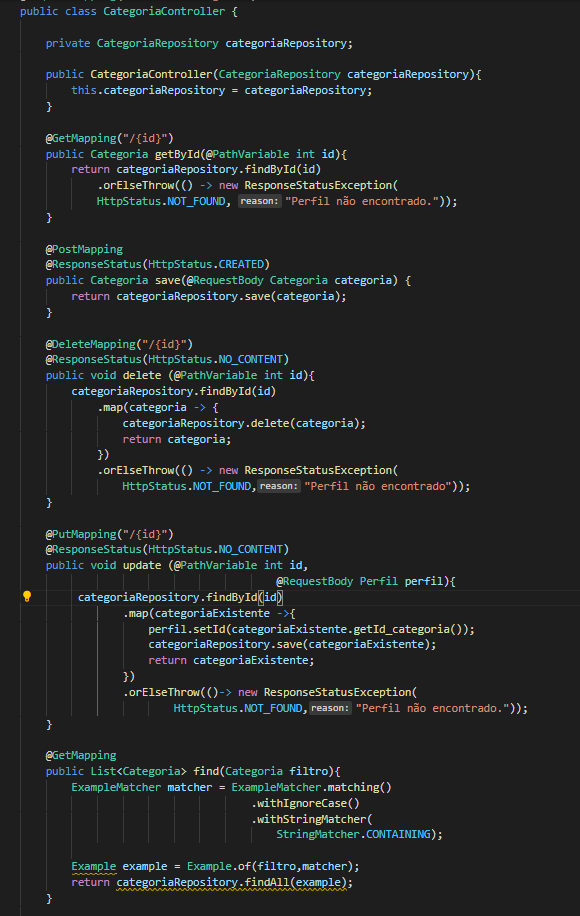 public class CategoriaController {
private CategoriaRepository categoriaRepository;
public CategoriaController(CategoriaRepository categoriaRepository){
this.categoriaRepository = categoriaRepository;
}
@GetMapping("/{id}")
public Categoria getById(@PathVariable int id){
return categoriaRepository.findById(id)
.orElseThrow(() -> new ResponseStatusException(
HttpStatus.NOT_FOUND, reason: "Perfil não encontrado."));
}
@PostMapping
@ResponseStatus(HttpStatus.CREATED)
public Categoria save(@RequestBody Categoria categoria) {
return categoriaRepository.save(categoria);
}
@DeleteMapping("/{id}")
@ResponseStatus(HttpStatus.NO_CONTENT)
public void delete (@PathVariable int id){
categoriaRepository.findById(id)
.map(categoria -> {
categoriaRepository.delete(categoria);
return categoria;
})
.orElseThrow(() -> new ResponseStatusException(
HttpStatus.NOT_FOUND,reason: "Perfil não encontrado"));
}
@PutMapping("/{id}")
@ResponseStatus(HttpStatus.NO_CONTENT)
public void update (@PathVariable int id,
@RequestBody Perfil perfil){
categoriaRepository.findById(id)
.map(categoriaExistente ->{
perfil.setId(categoriaExistente.getId_categoria());
categoriaRepository.save(categoriaExistente);
return categoriaExistente;
})
.orElseThrow(()-> new ResponseStatusException(
HttpStatus.NOT_FOUND,reason: "Perfil não encontrado."));
}
@GetMapping
public List<Categoria> find(Categoria filtro){
ExampleMatcher matcher = ExampleMatcher.matching()
.withIgnoreCase()
.withStringMatcher(
StringMatcher.CONTAINING);
Example example = Example.of(filtro,matcher);
return categoriaRepository.findAll(example);
}